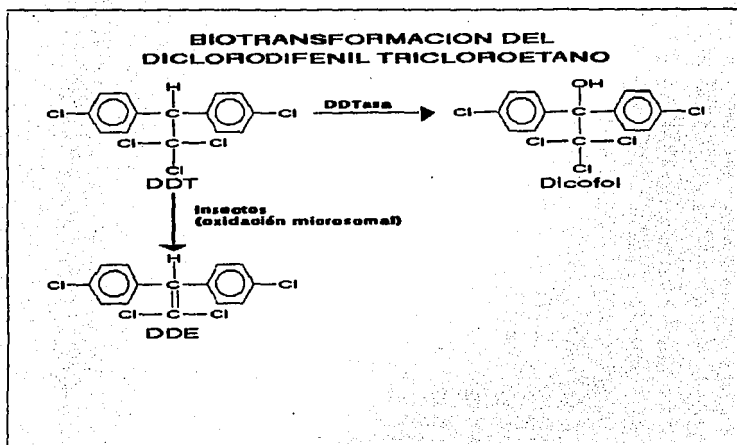 BIOTRANSFORMACION DEL
DICLORODIFENIL TRICLOROETANO
H
Cl C Cl
Cl C Cl
Cl
DDT
DDTasa
OH
Cl C Cl
Cl C Cl
Cl
Dicofol
Insectos
(oxidación microsomal)
H
Cl C Cl
Cl C Cl
DDE